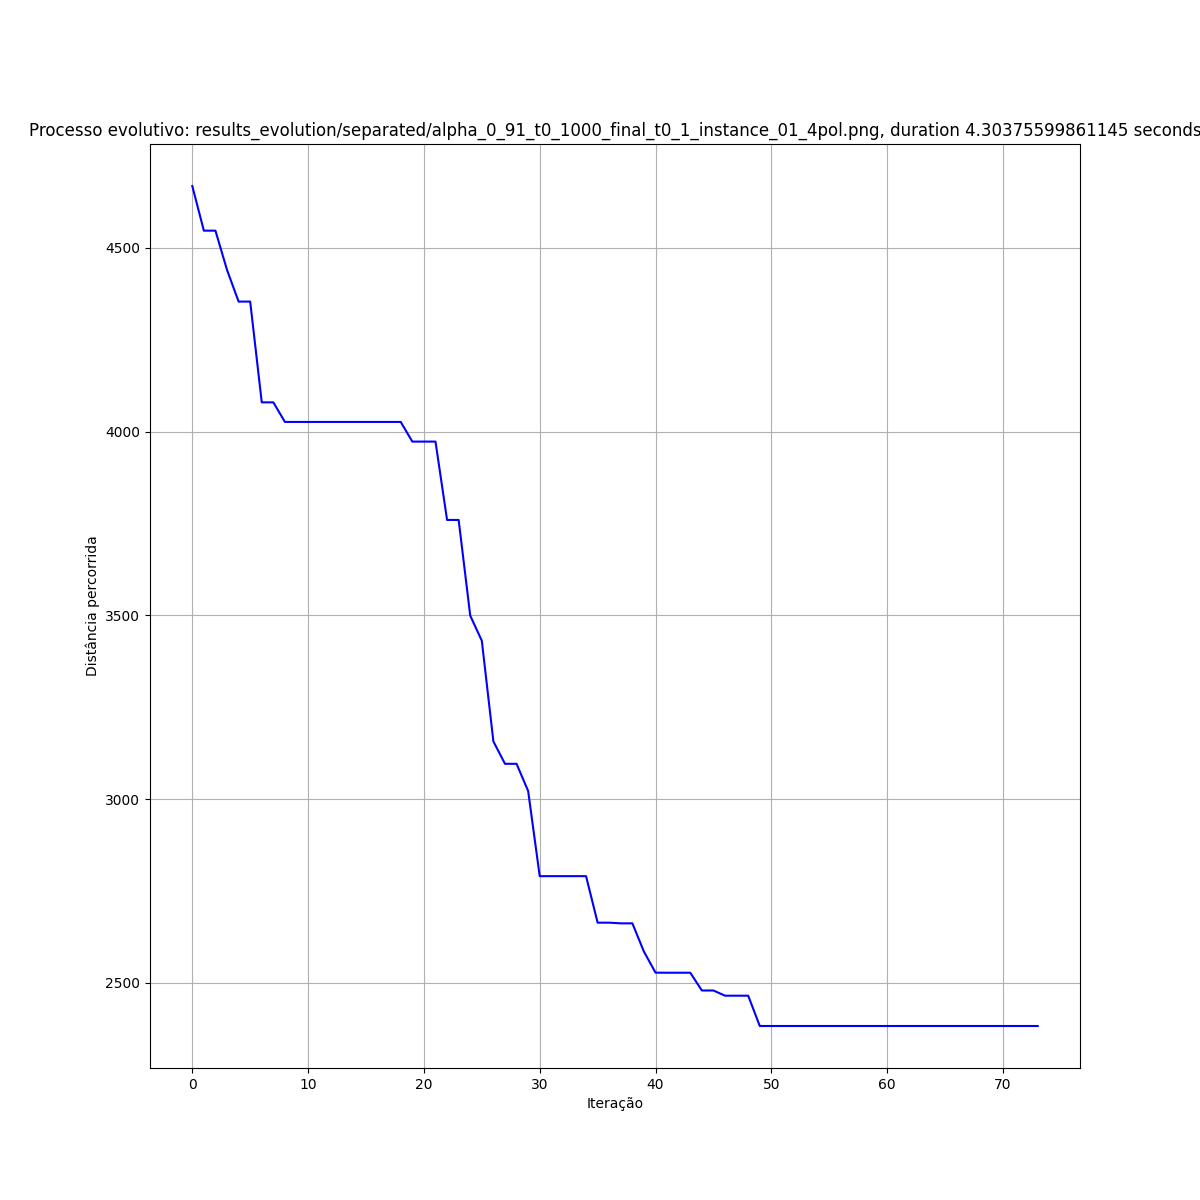 Processo evolutivo: results_evolution/separated/alpha_0_91_t0_1000_final_t0_1_instance_01_4pol.png, duration 4.30375599861145 seconds
4500
4000
3500
3000
2500
Distância percorrida
0 10 20 30 40 50 60 70
Iteração